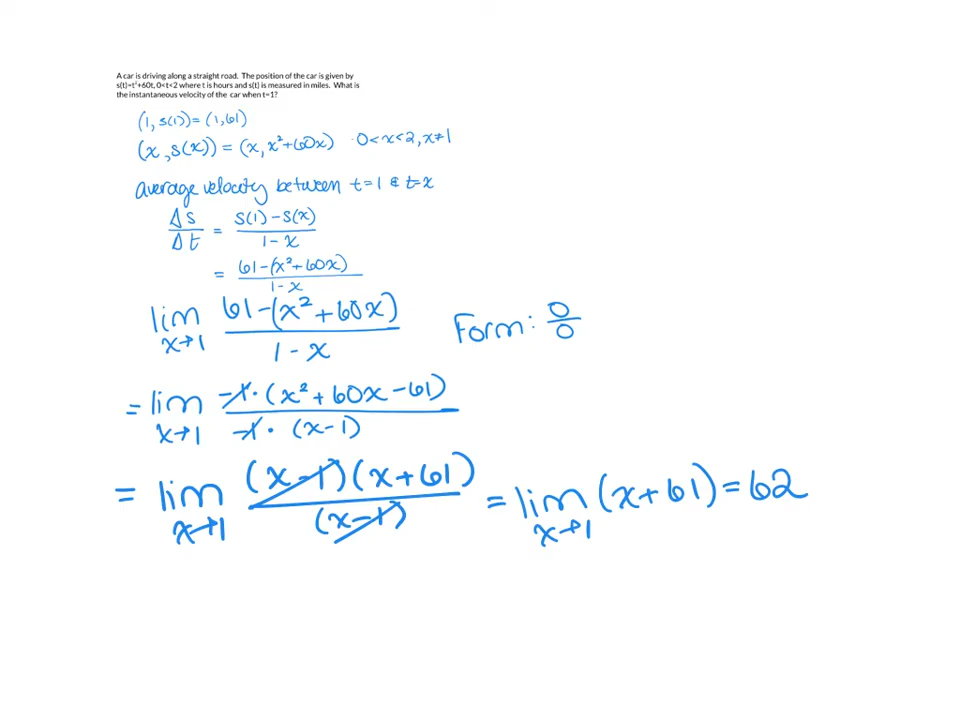 A car is driving along a straight road. The position of the car is given by
s(t)=t²+60t, 0<t<2 where t is hours and s(t) is measured in miles. What is
the instantaneous velocity of the car when t=1?
(1, s(1)) = (1, 61)
(x, s(x)) = (x, x²+60x) 0<x<2, x≠1
average velocity between t=1 & t=x
Δs/Δt = (s(1) - s(x))/(1 - x)
= (61-(x²+60x))/(1-x)
lim x→1 (61-(x²+60x))/(1-x) Form: 0/0
= lim x→1 (-1·(x²+60x-61))/(-1·(x-1))
= lim x→1 ((x-1)(x+61))/(x-1) = lim x→1 (x+61) = 62